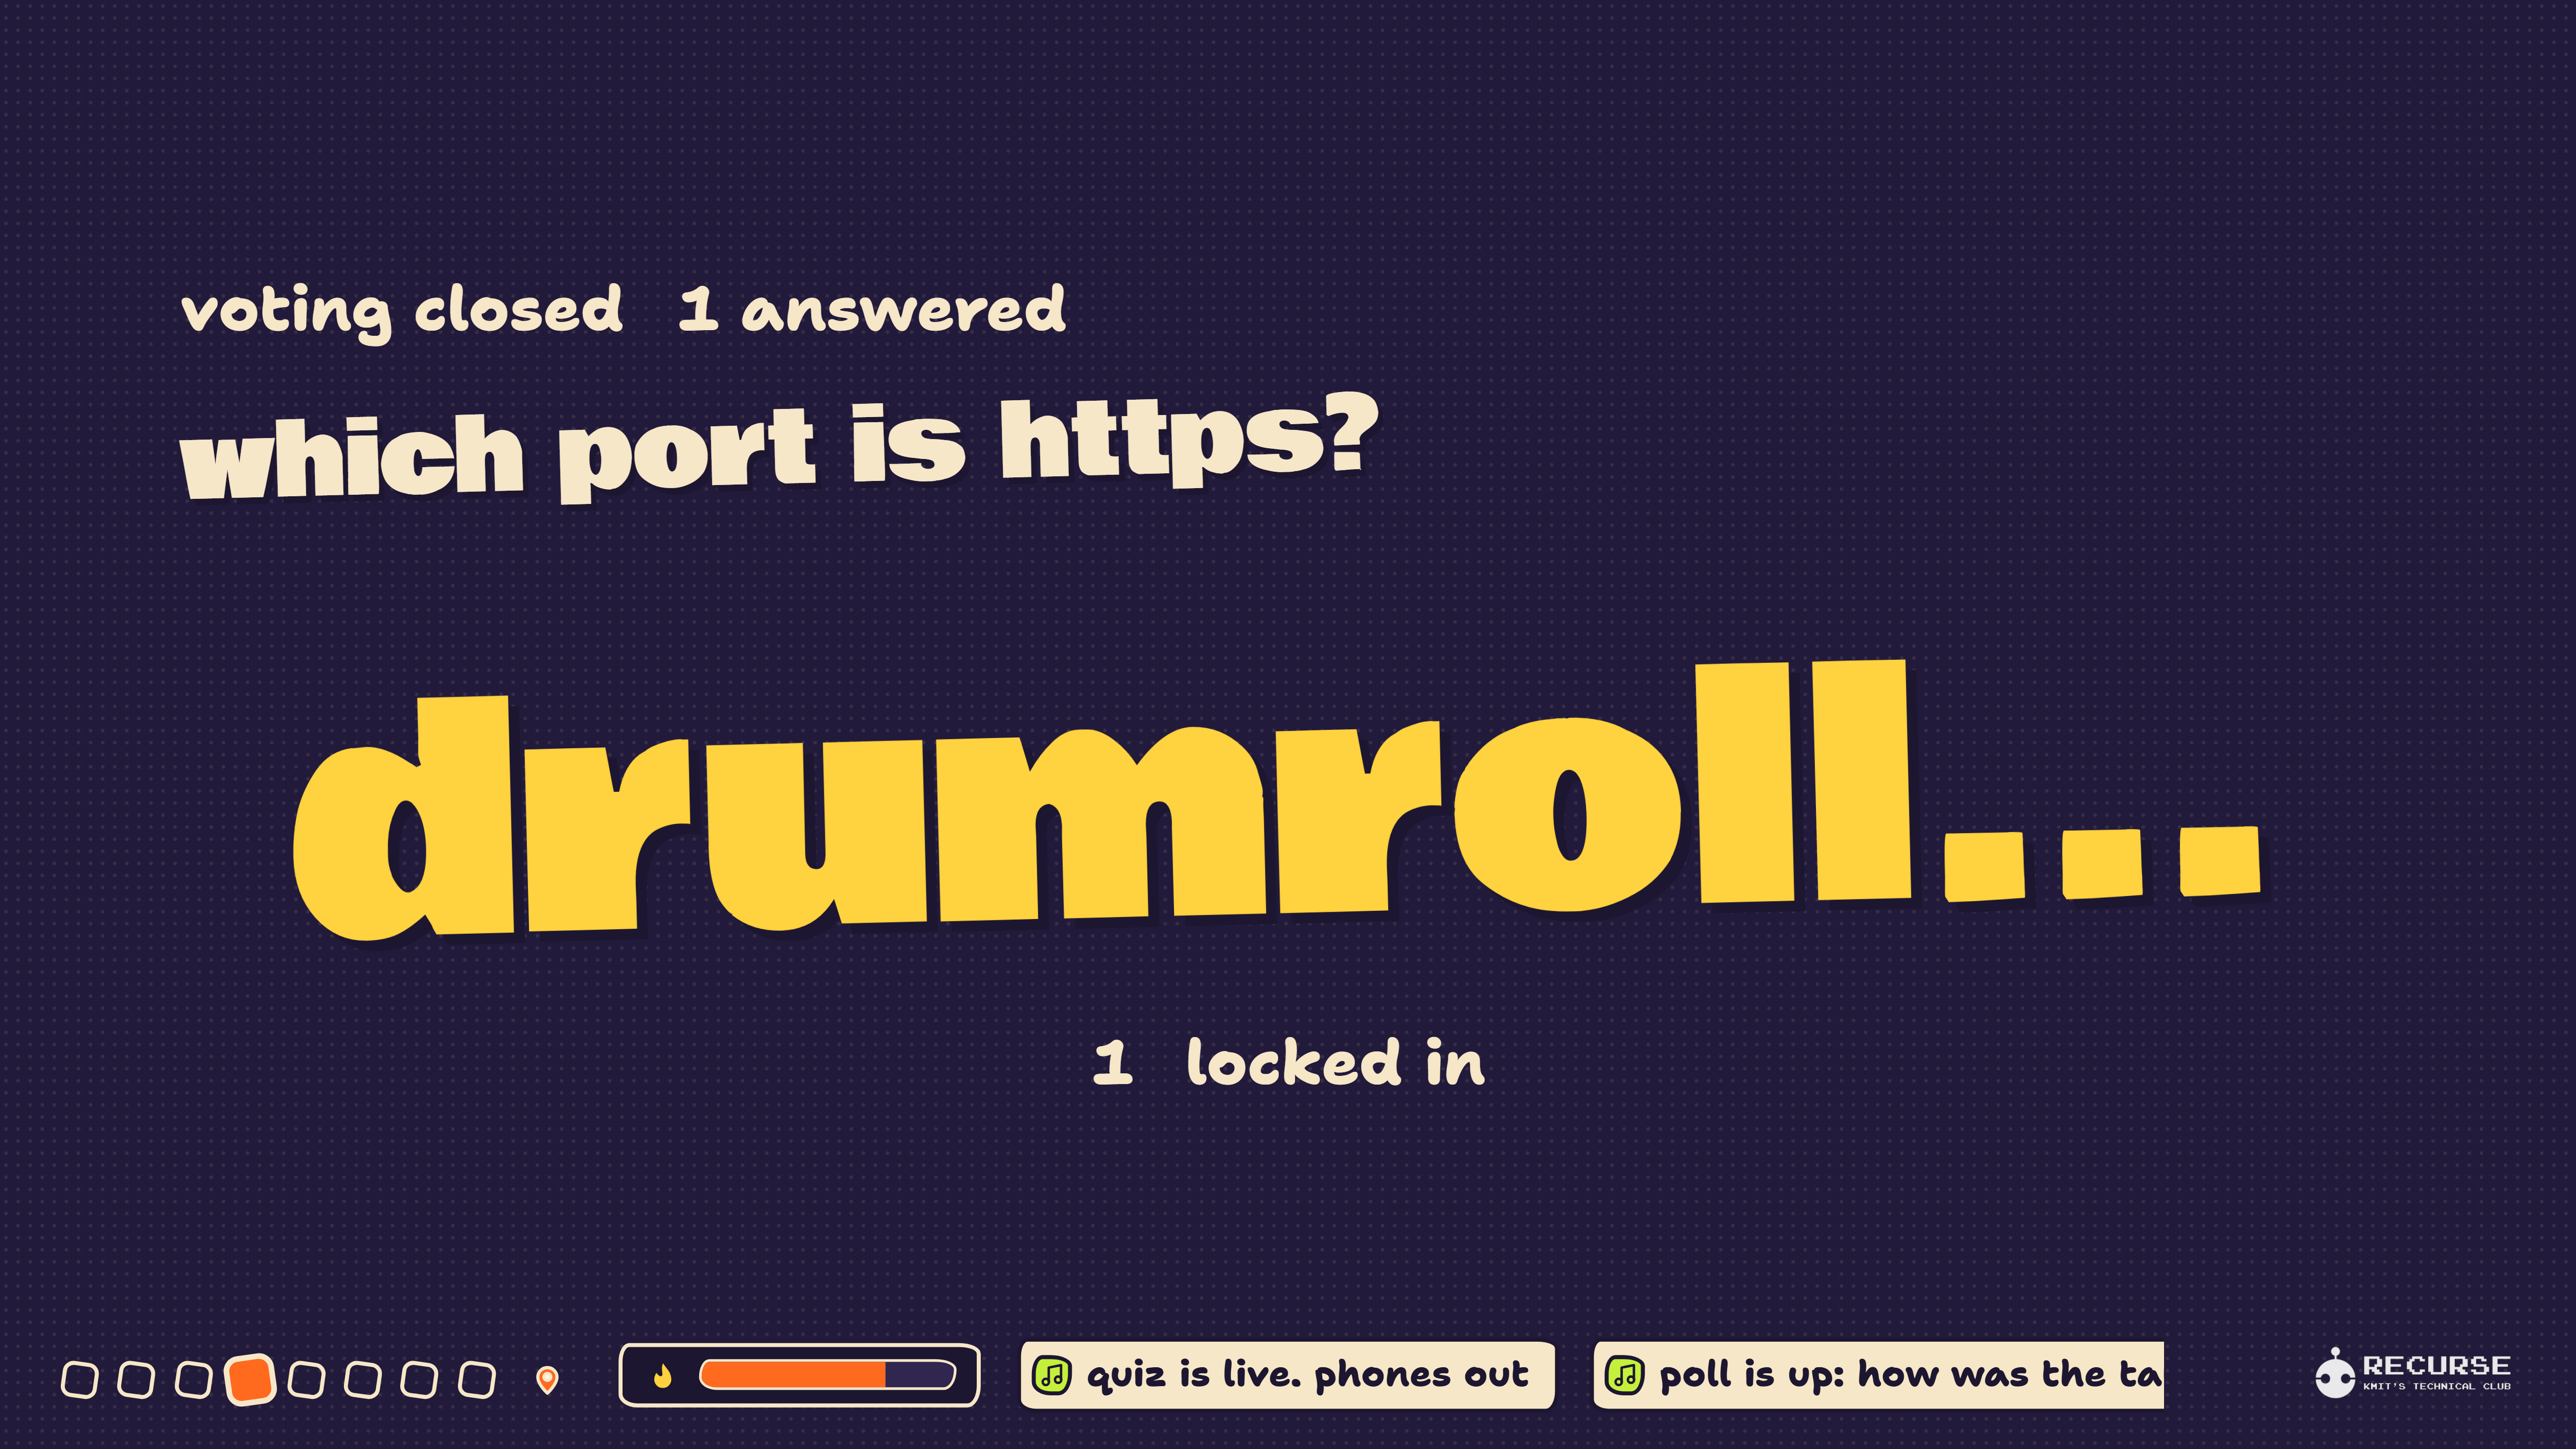 voting closed 1 answered
which port is https?
drumroll...
1 locked in
quiz is live. phones out
poll is up: how was the ta
RECURSE
KMIT'S TECHNICAL CLUB